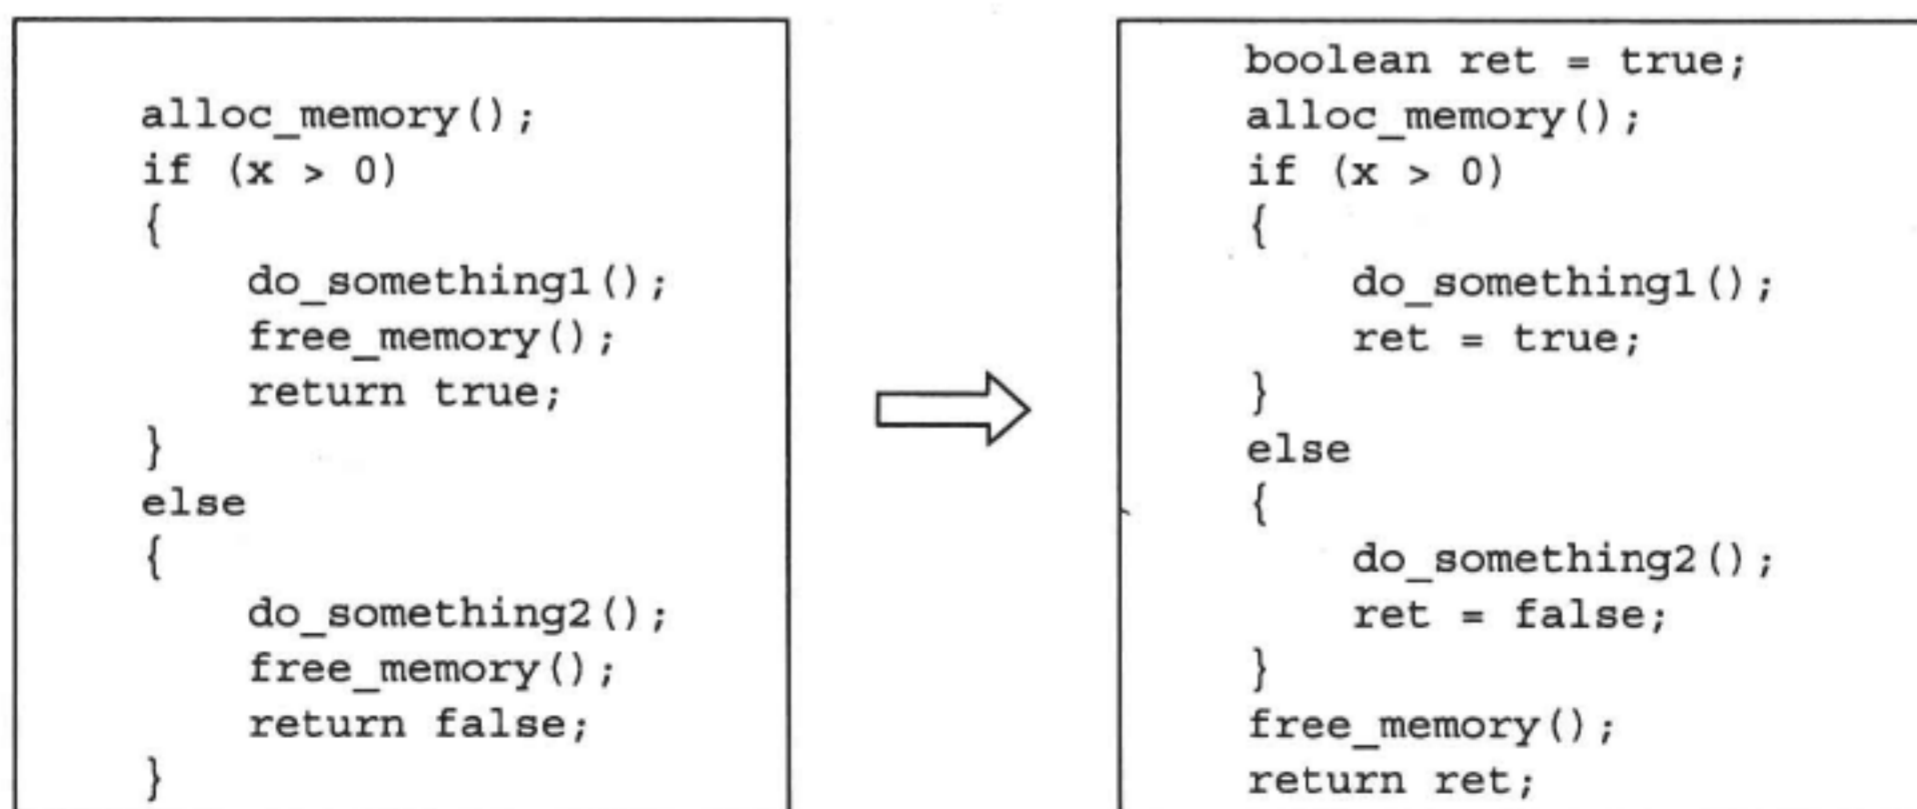 alloc_memory();
if (x > 0)
{
    do_something1();
    free_memory();
    return true;
}
else
{
    do_something2();
    free_memory();
    return false;
}
boolean ret = true;
alloc_memory();
if (x > 0)
{
    do_something1();
    ret = true;
}
else
{
    do_something2();
    ret = false;
}
free_memory();
return ret;